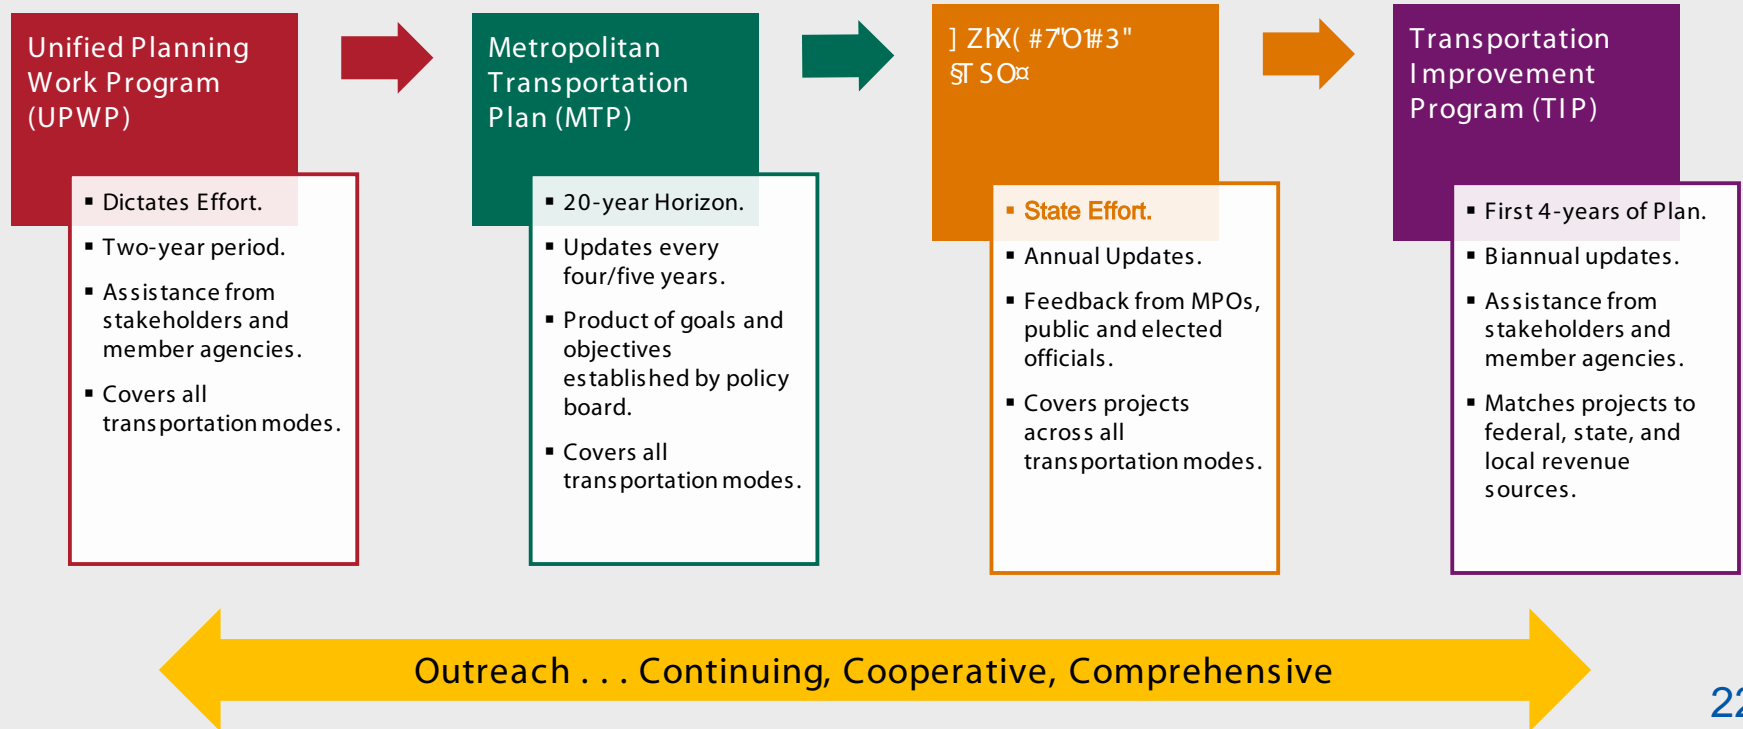 Unified Planning
Work Program
(UPWP)
▪ Dictates Effort.
▪ Two-year period.
▪ Assistance from
stakeholders and
member agencies.
▪ Covers all
transportation modes.
Metropolitan
Transportation
Plan (MTP)
▪ 20-year Horizon.
▪ Updates every
four/five years.
▪ Product of goals and
objectives
established by policy
board.
▪ Covers all
transportation modes.
▪ State Effort.
▪ Annual Updates.
▪ Feedback from MPOs,
public and elected
officials.
▪ Covers projects
across all
transportation modes.
Transportation
Improvement
Program (TIP)
▪ First 4-years of Plan.
▪ Biannual updates.
▪ Assistance from
stakeholders and
member agencies.
▪ Matches projects to
federal, state, and
local revenue
sources.
Outreach . . . Continuing, Cooperative, Comprehensive
22